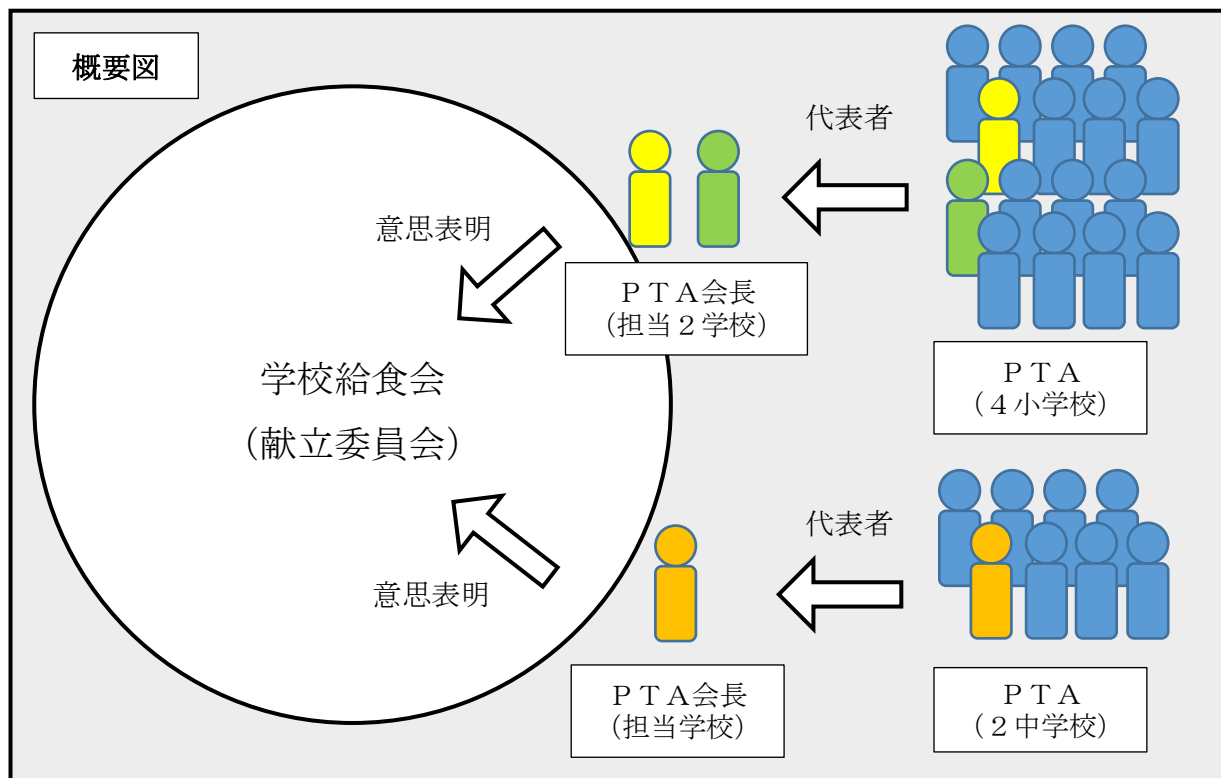 概要図
代表者
意思表明
ＰＴＡ会長
（担当２学校）
ＰＴＡ
（４小学校）
学校給食会
（献立委員会）
代表者
意思表明
ＰＴＡ会長
（担当学校）
ＰＴＡ
（２中学校）